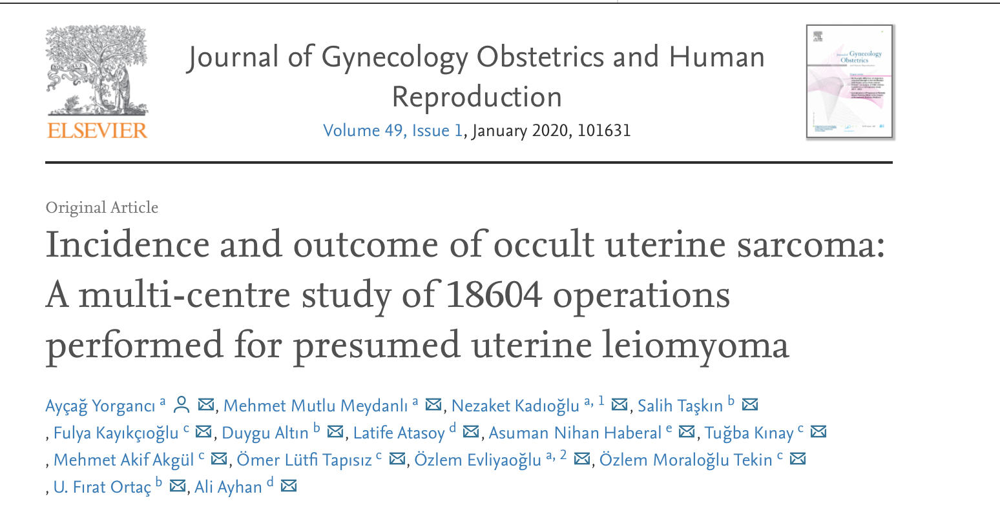 ELSEVIER
Journal of Gynecology Obstetrics and Human
Reproduction
Volume 49, Issue 1, January 2020, 101631
Journal of Gynecology
Obstetrics
Original Article
Incidence and outcome of occult uterine sarcoma:
A multi-centre study of 18604 operations
performed for presumed uterine leiomyoma
Ayçağ Yorgancı a, Mehmet Mutlu Meydanlı a, Nezaket Kadıoğlu a, 1, Salih Taşkın b
, Fulya Kayıkçıoğlu c, Duygu Altın b, Latife Atasoy d, Asuman Nihan Haberal e, Tuğba Kınay c
, Mehmet Akif Akgül c, Ömer Lütfi Tapısız c, Özlem Evliyaoğlu a, 2, Özlem Moraloğlu Tekin c
, U. Fırat Ortaç b, Ali Ayhan d